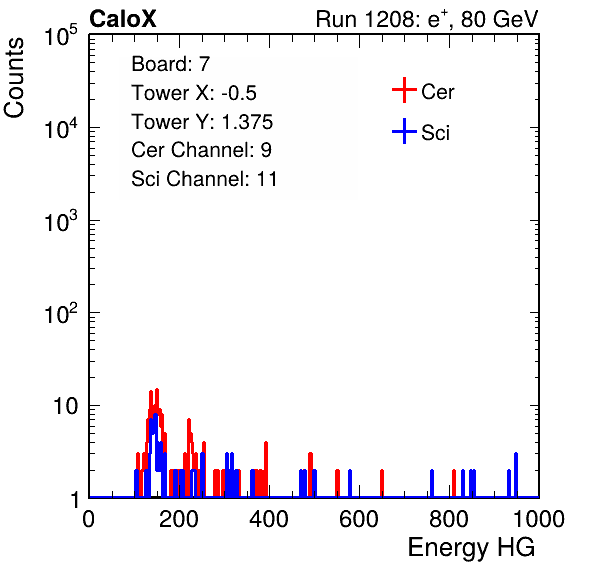 CaloX Run 1208: e⁺, 80 GeV
Counts
10⁵
10⁴
10³
10²
10
1
Board: 7
Tower X: -0.5
Tower Y: 1.375
Cer Channel: 9
Sci Channel: 11
Cer
Sci
0 200 400 600 800 1000
Energy HG